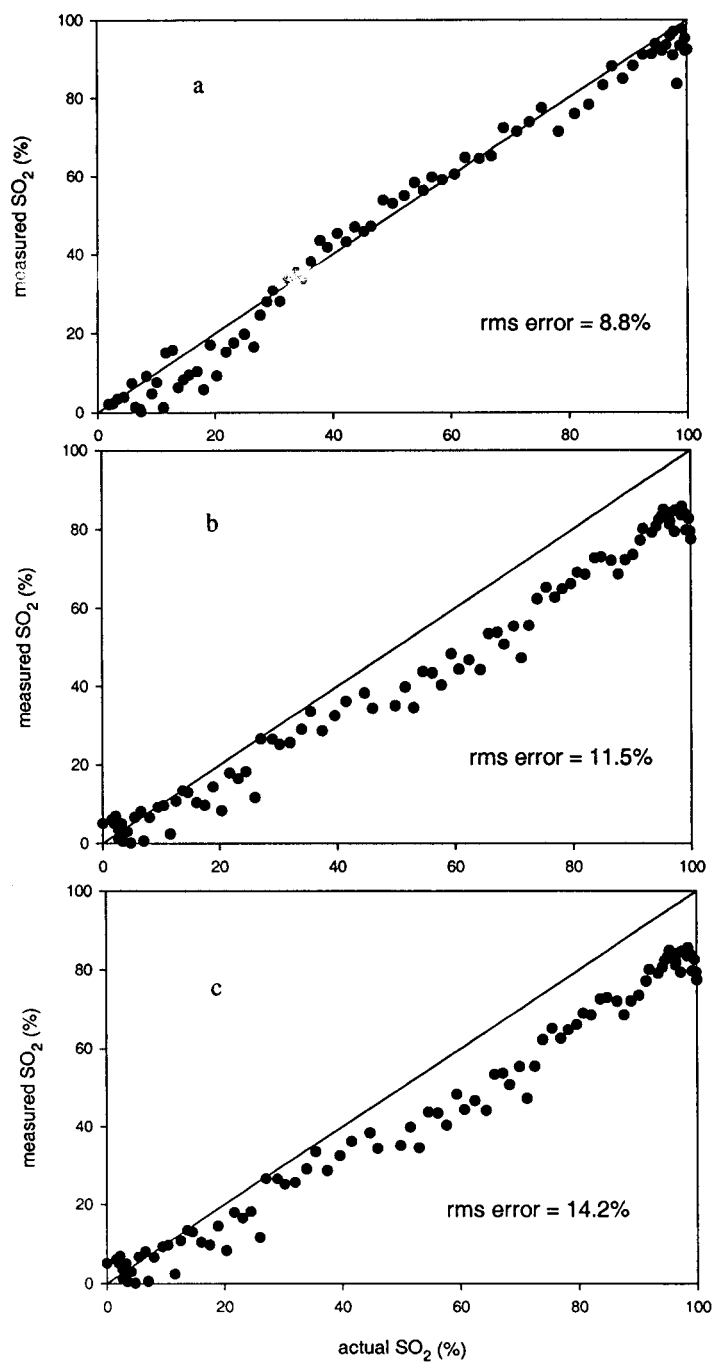 100
80
60
40
20
0
measured SO2 (%)
a
rms error = 8.8%
0 20 40 60 80 100
100
80
60
40
20
0
measured SO2 (%)
b
rms error = 11.5%
0 20 40 60 80 100
100
80
60
40
20
0
measured SO2 (%)
c
rms error = 14.2%
0 20 40 60 80 100
actual SO2 (%)